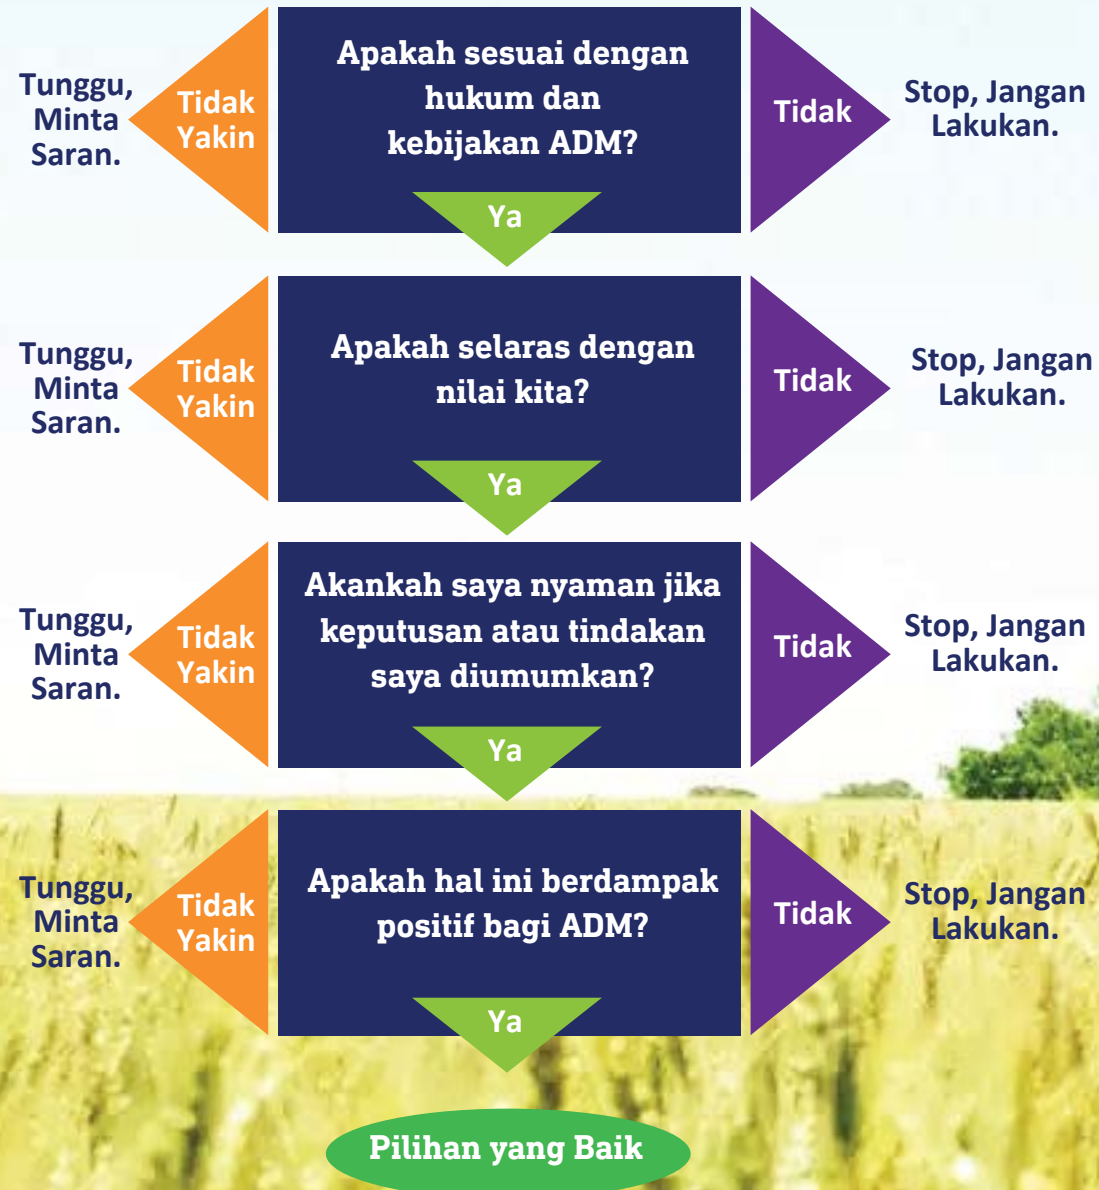 Apakah sesuai dengan
hukum dan
kebijakan ADM?
Tunggu,
Minta
Saran.
Tidak
Yakin
Tidak
Stop, Jangan
Lakukan.
Ya
Apakah selaras dengan
nilai kita?
Tunggu,
Minta
Saran.
Tidak
Yakin
Tidak
Stop, Jangan
Lakukan.
Ya
Akankah saya nyaman jika
keputusan atau tindakan
saya diumumkan?
Tunggu,
Minta
Saran.
Tidak
Yakin
Tidak
Stop, Jangan
Lakukan.
Ya
Apakah hal ini berdampak
positif bagi ADM?
Tunggu,
Minta
Saran.
Tidak
Yakin
Tidak
Stop, Jangan
Lakukan.
Ya
Pilihan yang Baik